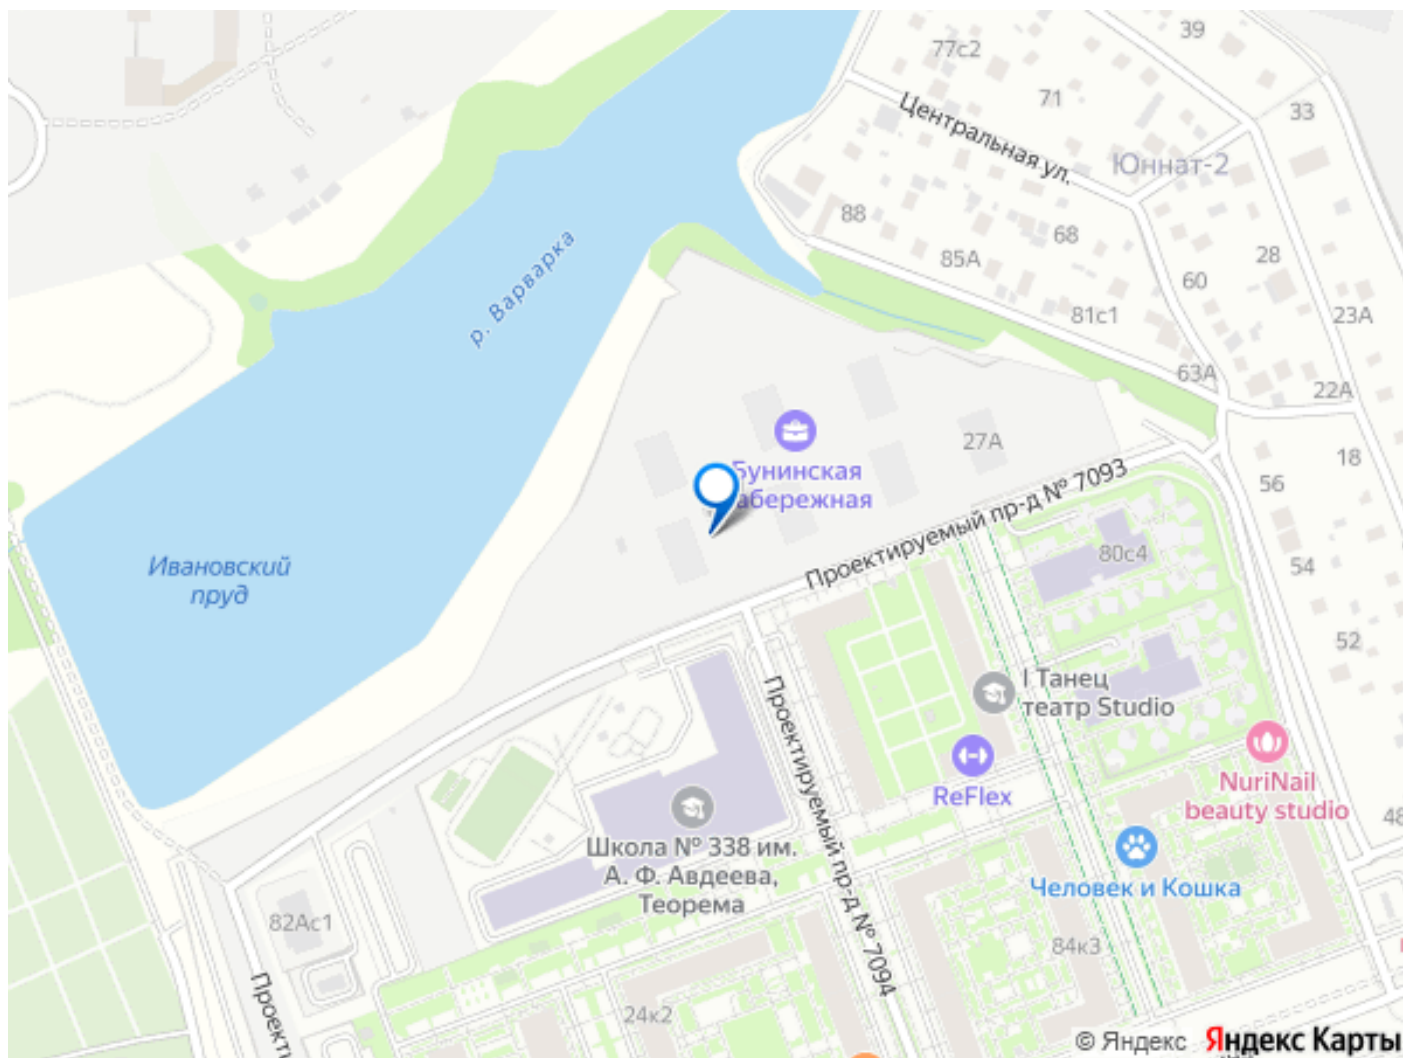 39
77с2
71
33
Центральная ул.
Юннат-2
88
68
28
85А
60
р. Варварка
81с1
23А
63А
22А
27А
Бунинская
абережная
18
56
Проектируемый пр-д № 7093
80с4
54
Ивановский
пруд
52
I Танец
театр Studio
Проектируемый пр-д № 7094
NuriNail
beauty studio
ReFlex
48
Школа № 338 им.
А. Ф. Авдеева,
Теорема
Человек и Кошка
82Ас1
84к3
24к2
© Яндекс Яндекс Карты